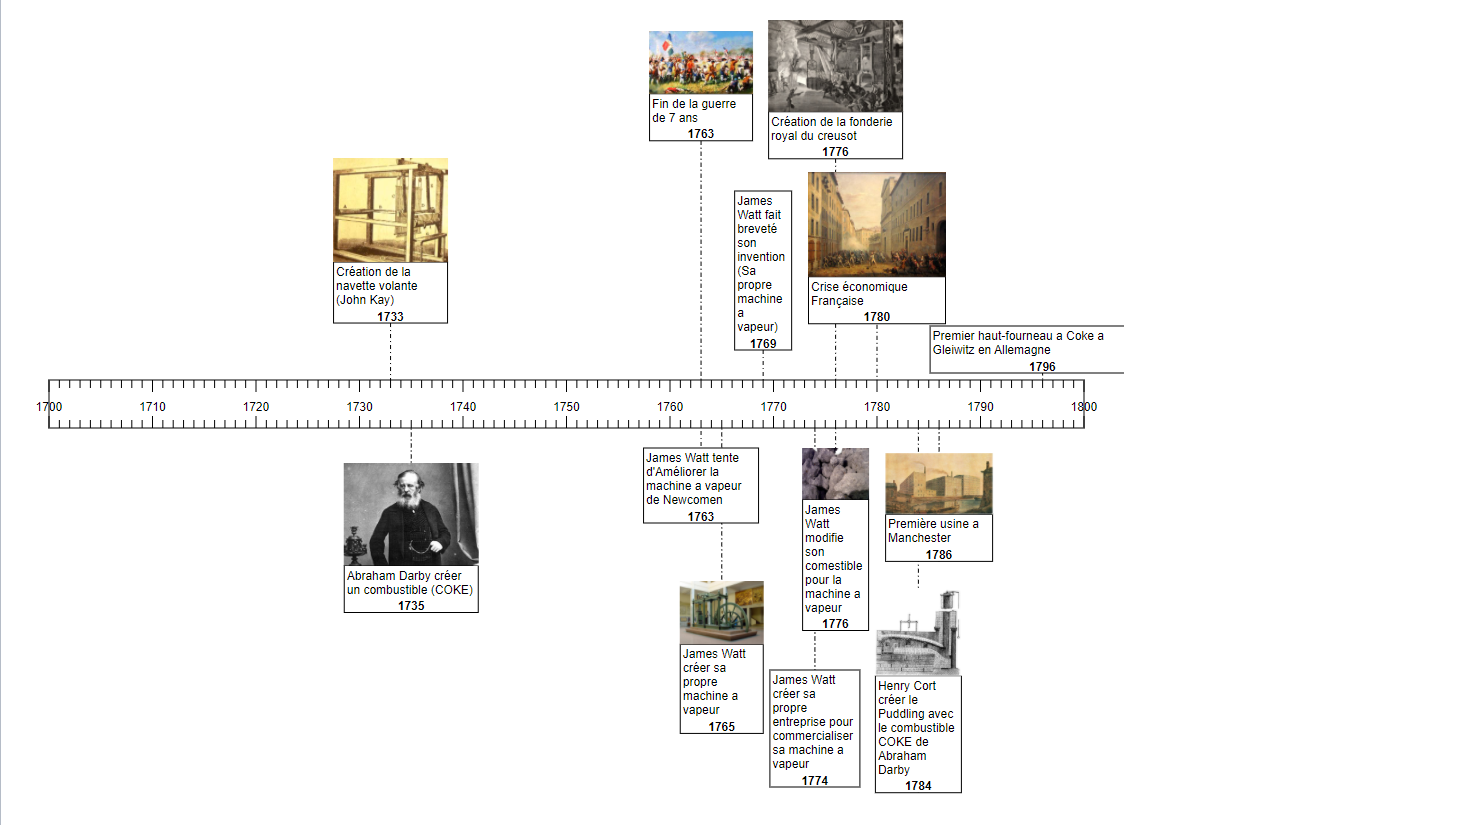 Fin de la guerre
de 7 ans
1763
Création de la fonderie
royal du creusot
1776
Création de la
navette volante
(John Kay)
1733
James
Watt fait
breveté
son
invention
(Sa
propre
machine
a
vapeur)
1769
Crise économique
Française
1780
Premier haut-fourneau a Coke a
Gleiwitz en Allemagne
1796
1700 1710 1720 1730 1740 1750 1760 1770 1780 1790 1800
Abraham Darby créer
un combustible (COKE)
1735
James Watt tente
d'Améliorer la
machine a vapeur
de Newcomen
1763
James Watt
créer sa
propre
machine a
vapeur
1765
James
Watt
modifie
son
comestible
pour la
machine a
vapeur
1776
James Watt
créer sa
propre
entreprise pour
commercialiser
sa machine a
vapeur
1774
Première usine a
Manchester
1786
Henry Cort
créer le
Pudding avec
le combustible
COKE de
Abraham
Darby
1784